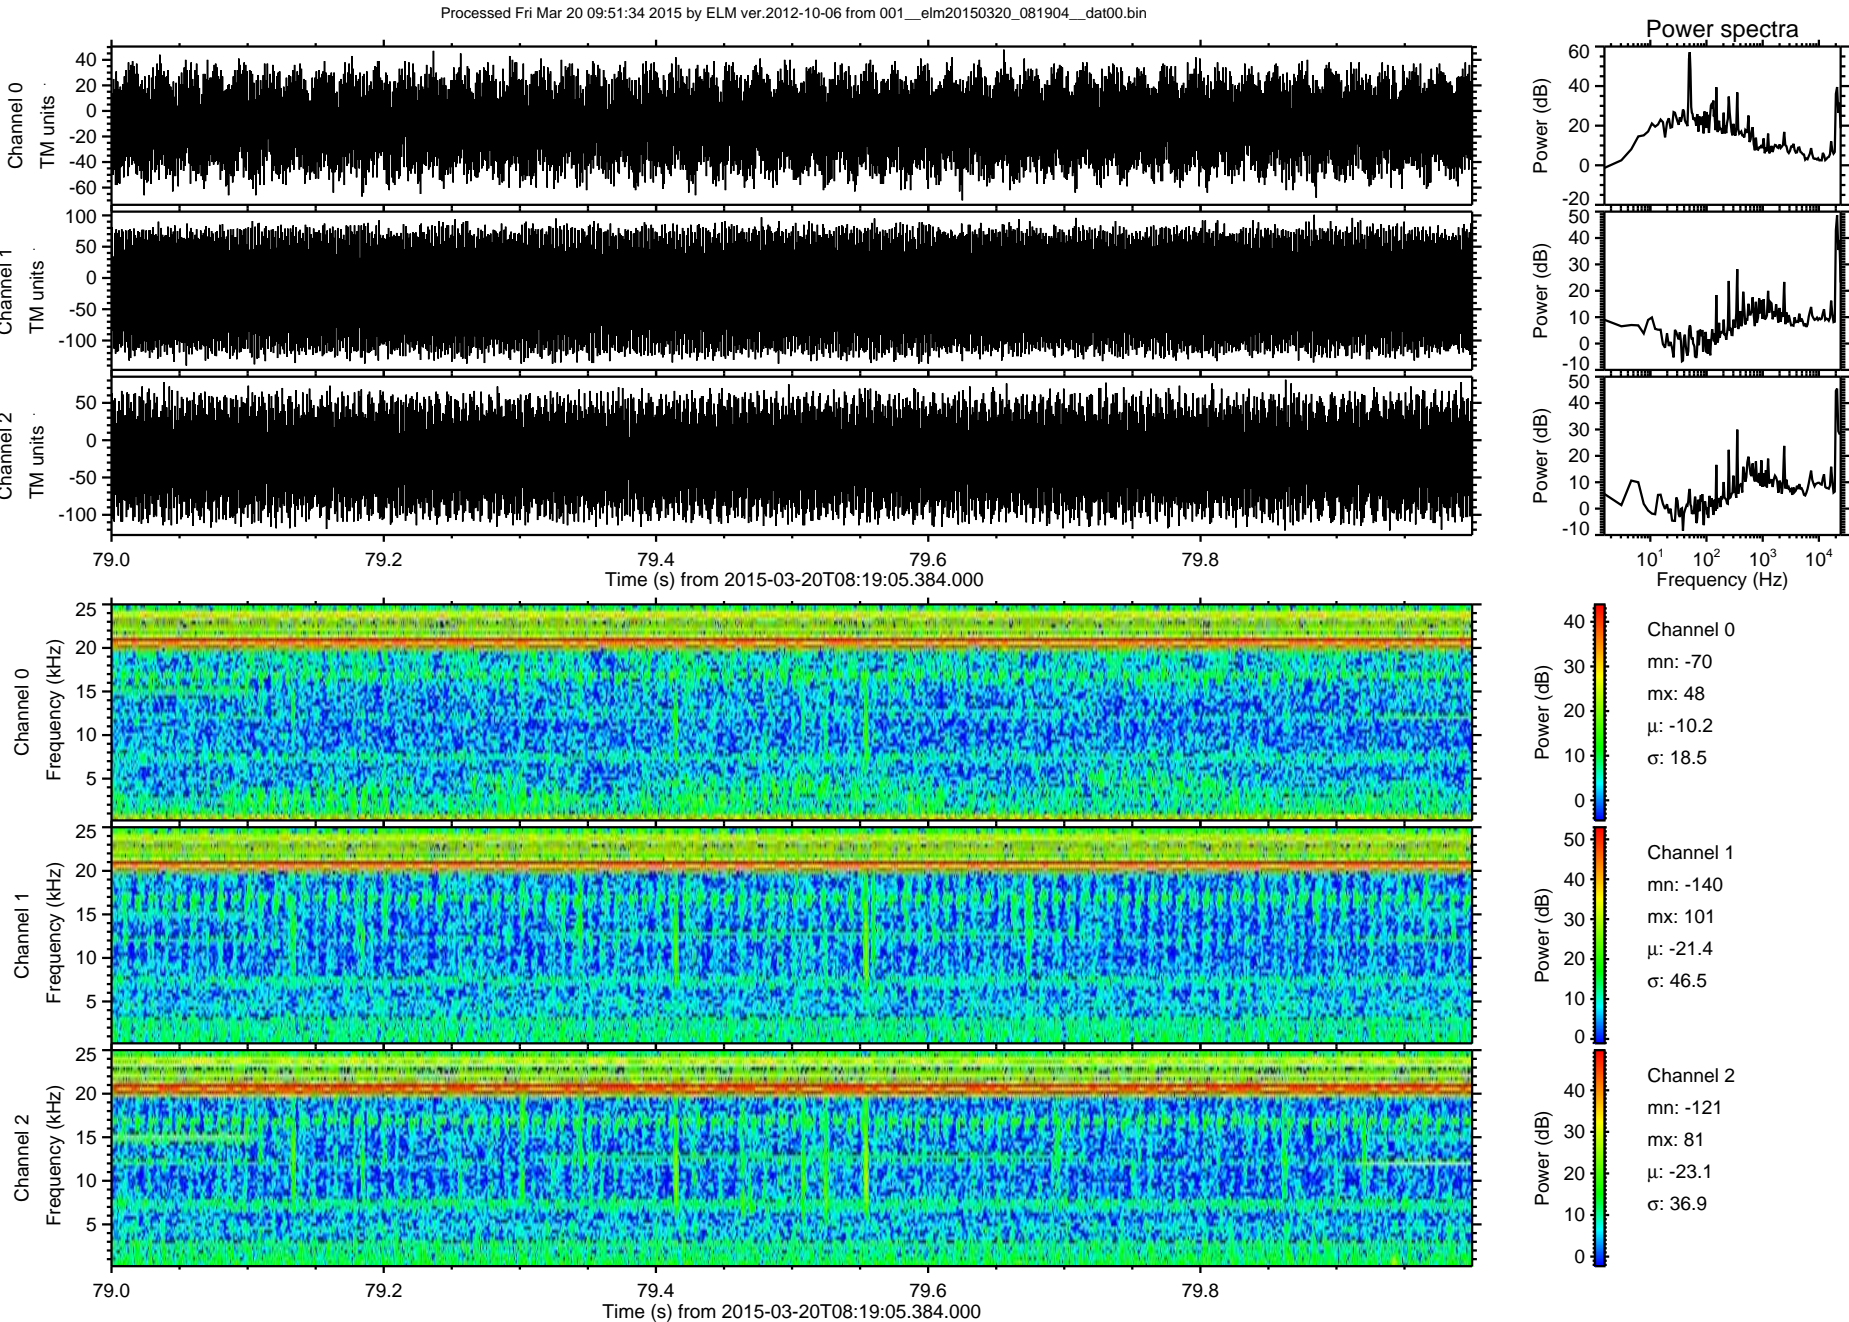 Processed Fri Mar 20 09:51:34 2015 by ELM ver.2012-10-06 from 001__elm20150320_081904__dat00.bin
Power spectra
Channel 0
TM units
40
20
0
-20
-40
-60
Power (dB)
60
40
20
0
-20
Channel 1
TM units
100
50
0
-50
-100
Power (dB)
50
40
30
20
10
0
-10
Channel 2
TM units
50
0
-50
-100
Power (dB)
50
40
30
20
10
0
-10
79.0 79.2 79.4 79.6 79.8
Time (s) from 2015-03-20T08:19:05.384.000
10^1 10^2 10^3 10^4
Frequency (Hz)
Channel 0
Frequency (kHz)
25
20
15
10
5
Power (dB)
40
30
20
10
0
Channel 0
mn: -70
mx: 48
μ: -10.2
σ: 18.5
Channel 1
Frequency (kHz)
25
20
15
10
5
Power (dB)
50
40
30
20
10
0
Channel 1
mn: -140
mx: 101
μ: -21.4
σ: 46.5
Channel 2
Frequency (kHz)
25
20
15
10
5
Power (dB)
40
30
20
10
0
Channel 2
mn: -121
mx: 81
μ: -23.1
σ: 36.9
79.0 79.2 79.4 79.6 79.8
Time (s) from 2015-03-20T08:19:05.384.000